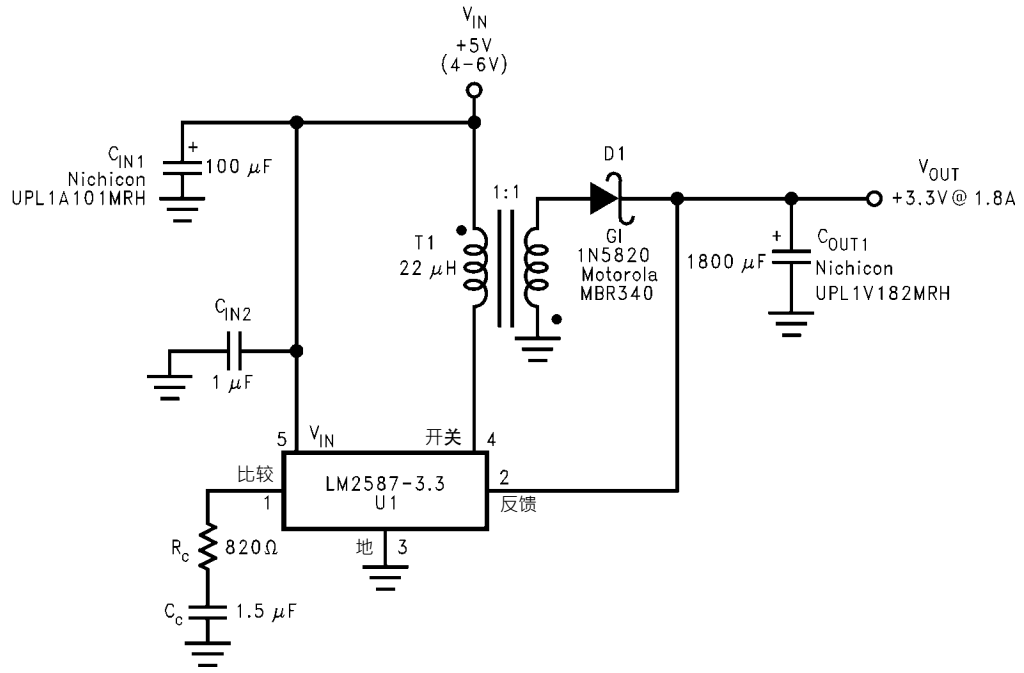 V_IN
+5V
(4-6V)
C_IN1
Nichicon
UPL1A101MRH
+
100 μF
D1
1:1
V_OUT
+3.3V @ 1.8A
T1
22 μH
GI
1N5820
Motorola
MBR340
+
1800 μF
C_OUT1
Nichicon
UPL1V182MRH
C_IN2
1 μF
5
V_IN
开关
4
比较
1
LM2587-3.3
U1
2
反馈
地
3
R_c
820Ω
C_c
1.5 μF